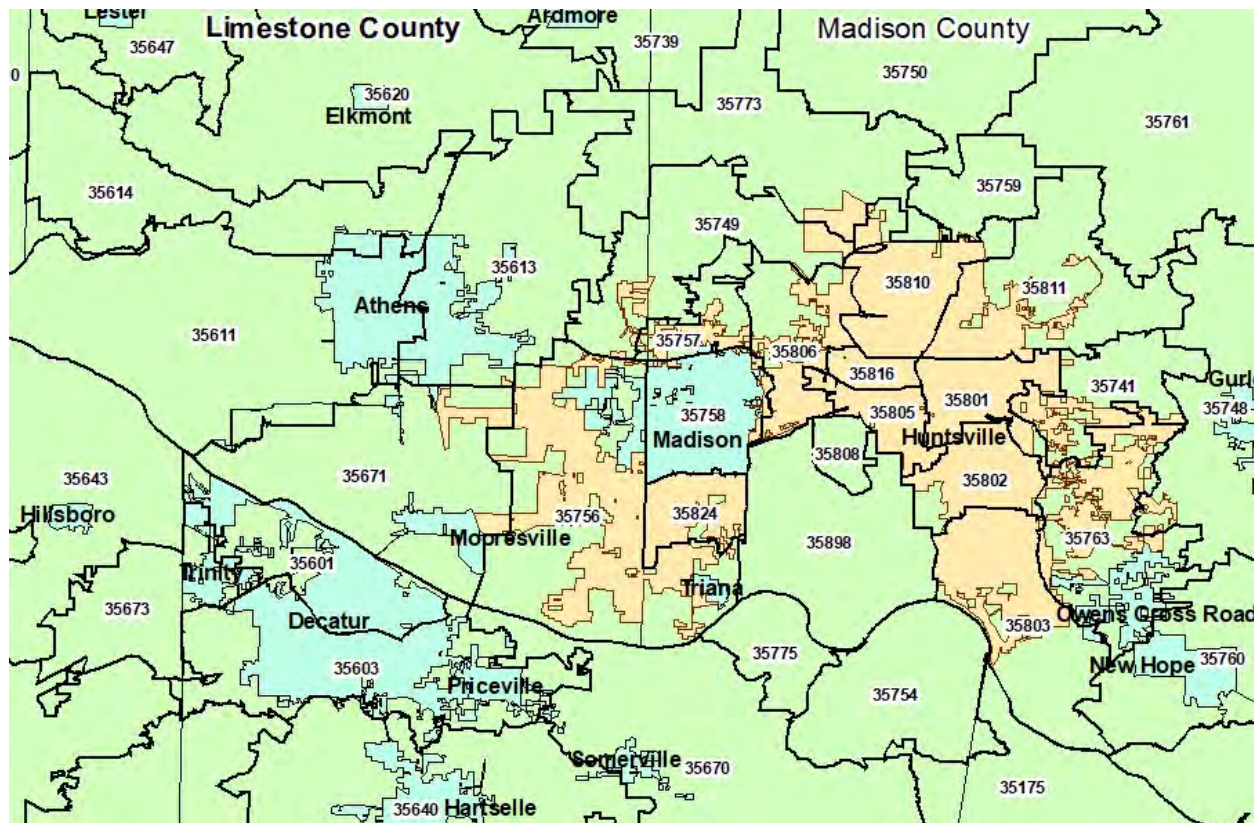 Lester
Ardmore
Limestone County
Madison County
35647
35739
35750
0
35773
35620
Elkmont
35761
35614
35759
35749
35613
35810
35811
Athens
35611
35757
35806
35816
35741
Gurl
35758
35801
35748
35805
Madison
Huntsville
35808
35643
35671
35802
Hillsboro
35756
35824
Mooresville
35763
35898
35601
Trinity
Triana
35673
Decatur
35803
Owens Cross Road
35603
35775
New Hope
35760
Priceville
35754
Somerville
35670
35175
35640
Hartselle